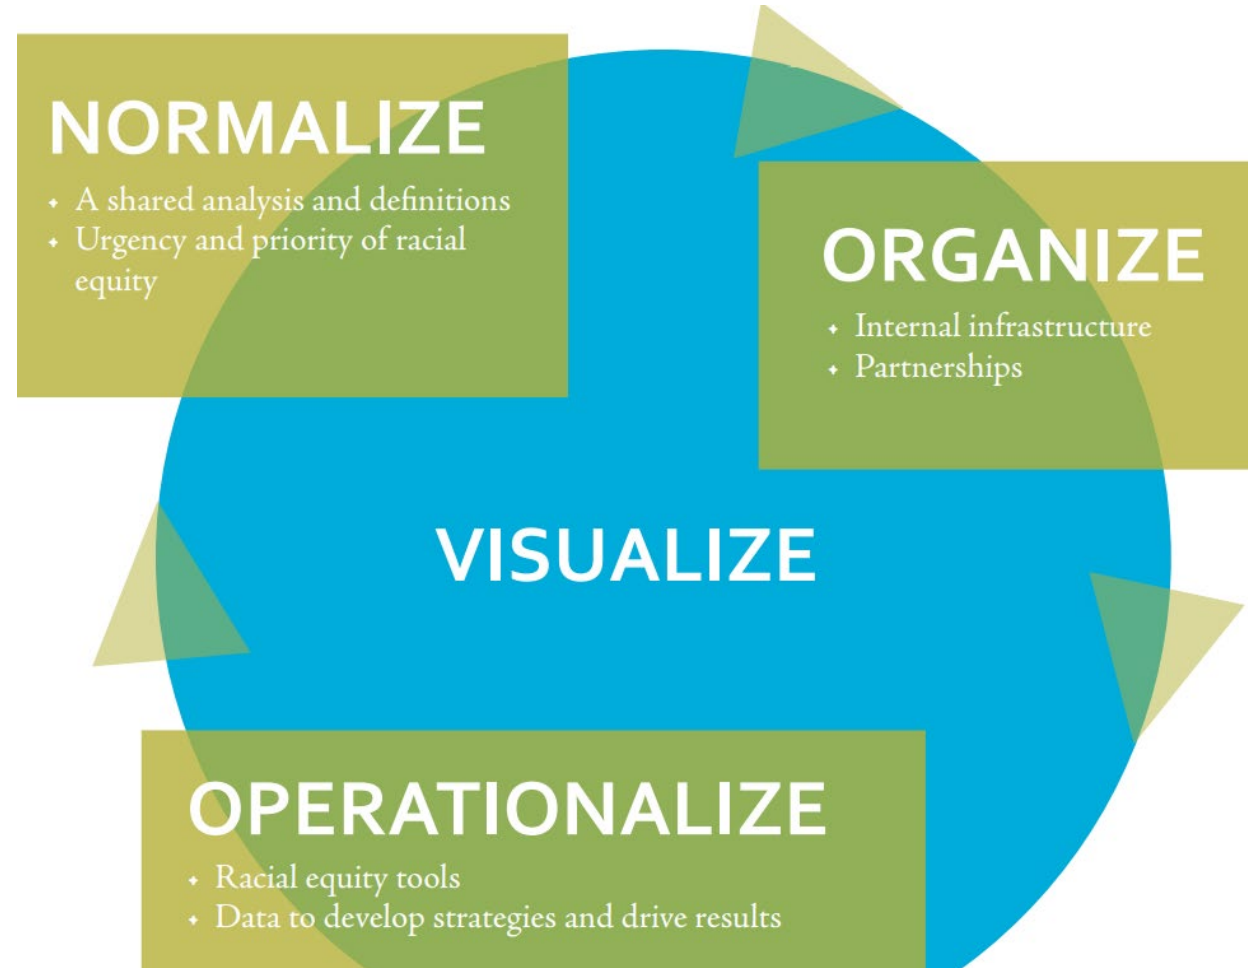 NORMALIZE
A shared analysis and definitions
Urgency and priority of racial
equity
ORGANIZE
Internal infrastructure
Partnerships
VISUALIZE
OPERATIONALIZE
Racial equity tools
Data to develop strategies and drive results